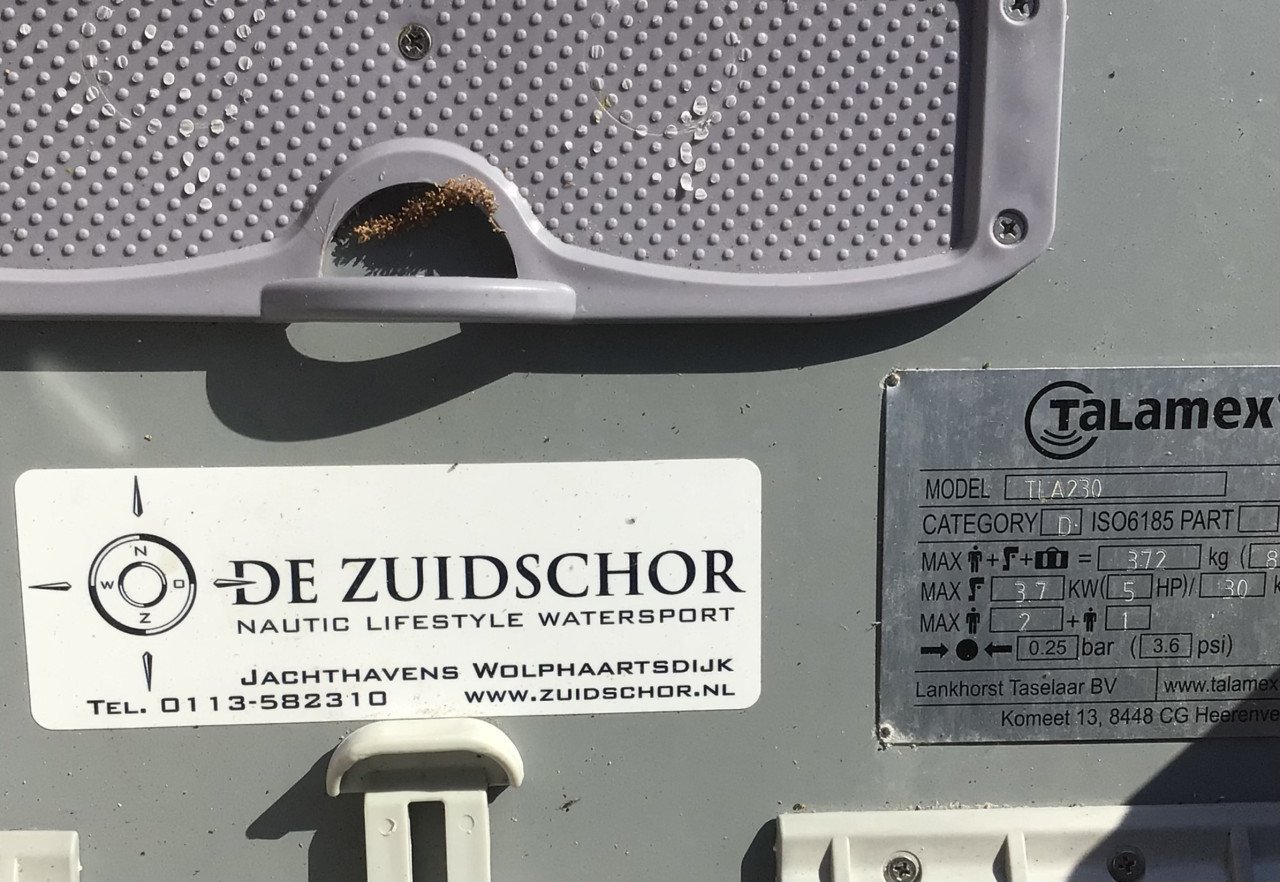 N
W O
Z
DE ZUIDSCHOR
NAUTIC LIFESTYLE WATERSPORT
JACHTHAVENS WOLPHAARTSDIJK
TEL. 0113-582310 WWW.ZUIDSCHOR.NL
TALAMEX
MODEL TLA230
CATEGORY D ISO6185 PART
MAX + + = 372 kg (8
MAX 3.7 KW( 5 HP)/ 30 k
MAX 2 + 1
0.25 bar ( 3.6 psi)
Lankhorst Taselaar BV www.talamex
Komeet 13, 8448 CG Heerenve